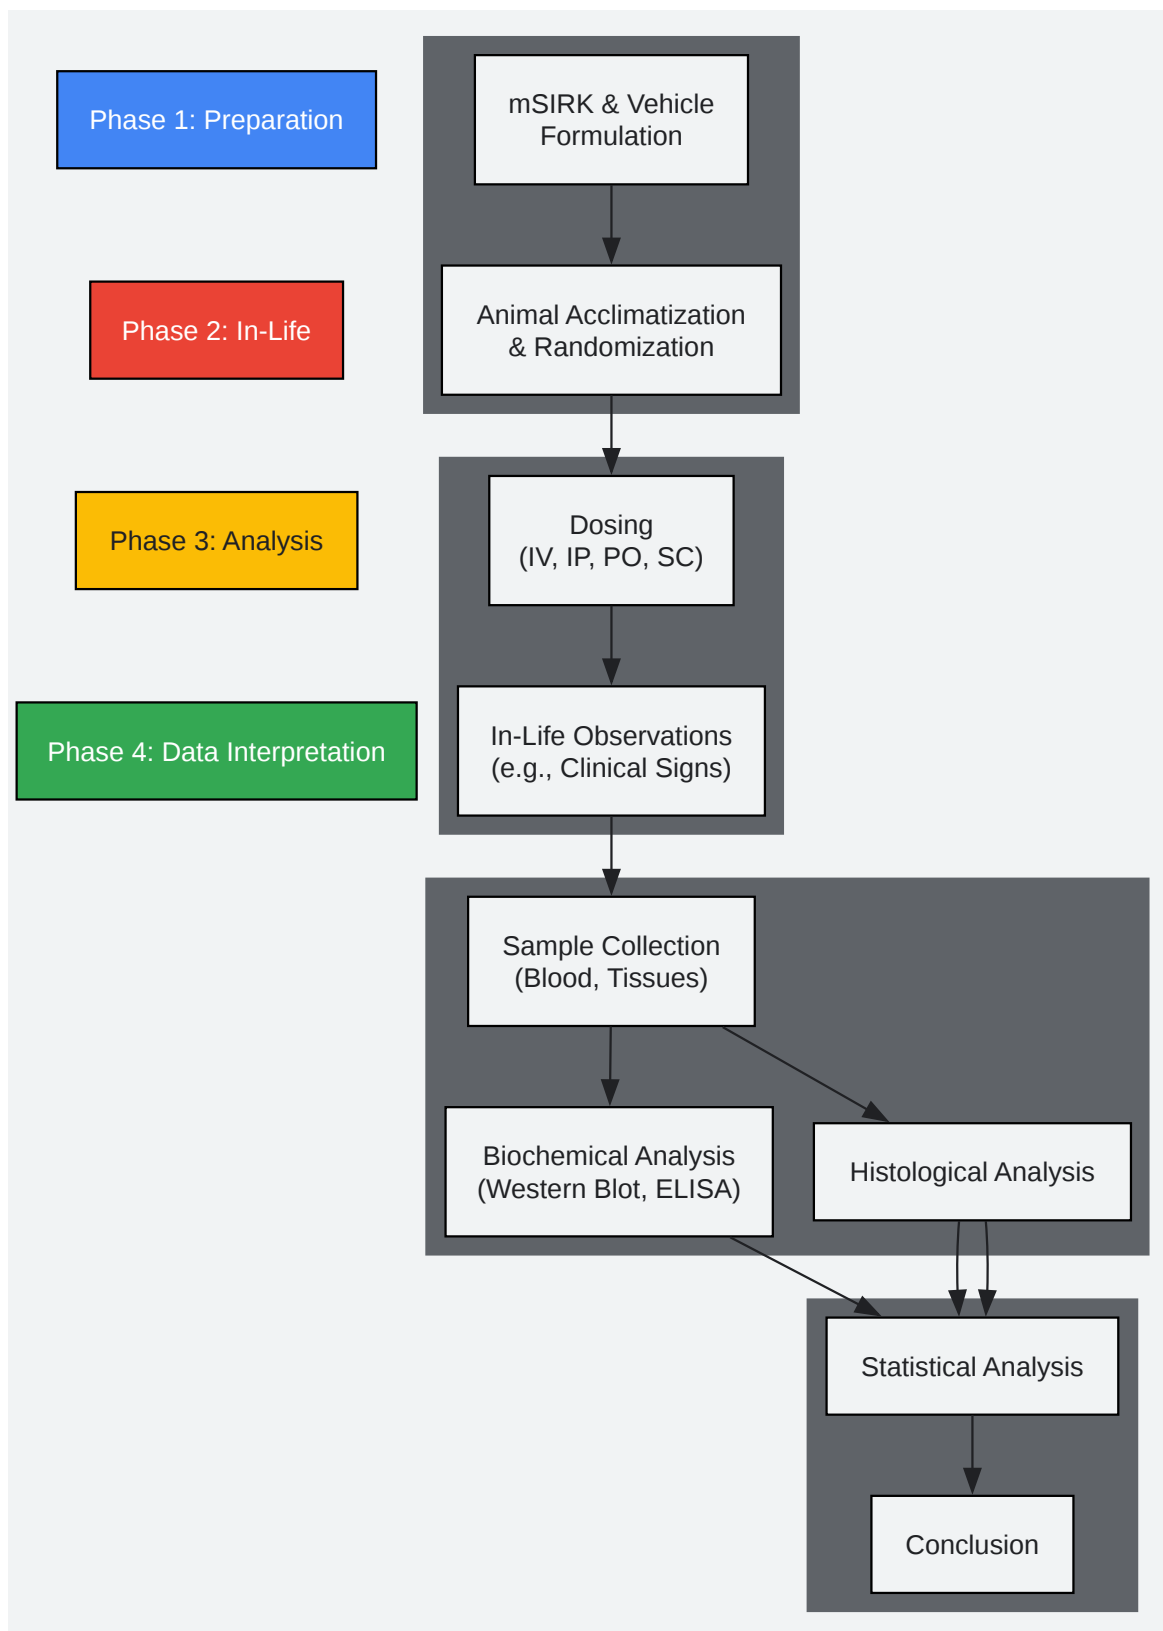 Phase 1: Preparation
mSIRK & Vehicle
Formulation
Phase 2: In-Life
Animal Acclimatization
& Randomization
Phase 3: Analysis
Dosing
(IV, IP, PO, SC)
Phase 4: Data Interpretation
In-Life Observations
(e.g., Clinical Signs)
Sample Collection
(Blood, Tissues)
Biochemical Analysis
(Western Blot, ELISA)
Histological Analysis
Statistical Analysis
Conclusion